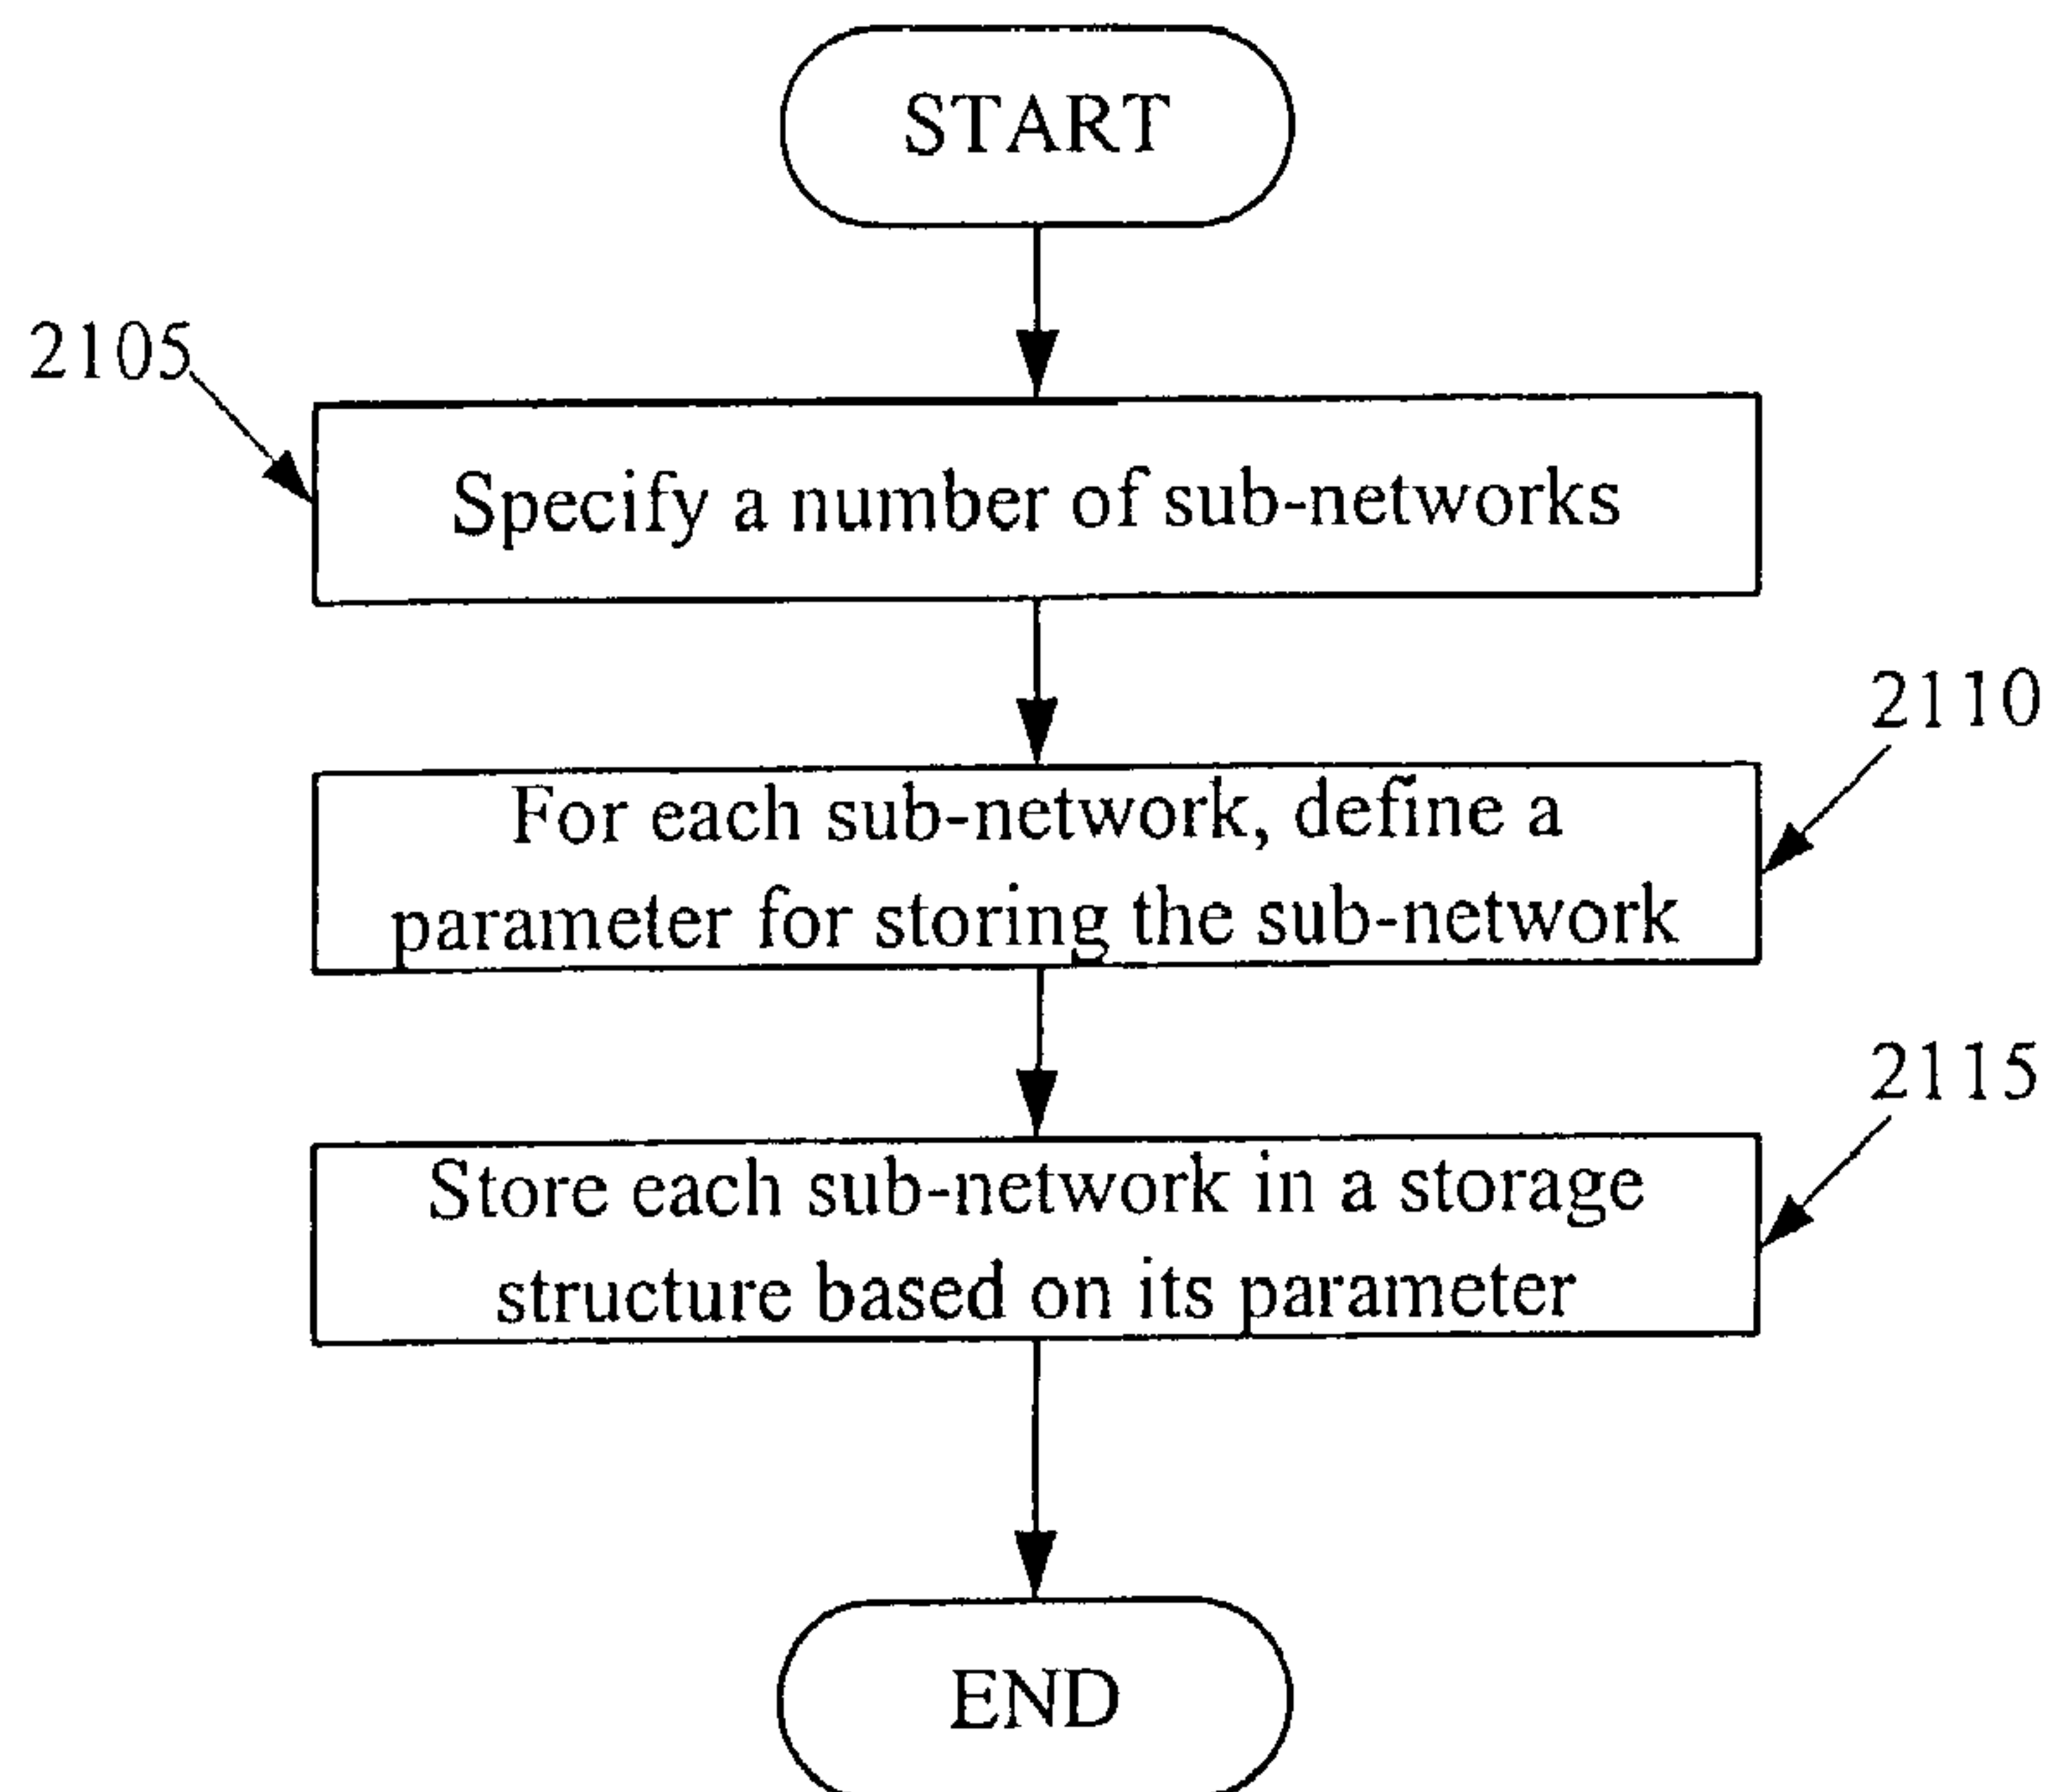 START
2105
Specify a number of sub-networks
2110
For each sub-network, define a
parameter for storing the sub-network
2115
Store each sub-network in a storage
structure based on its parameter
END